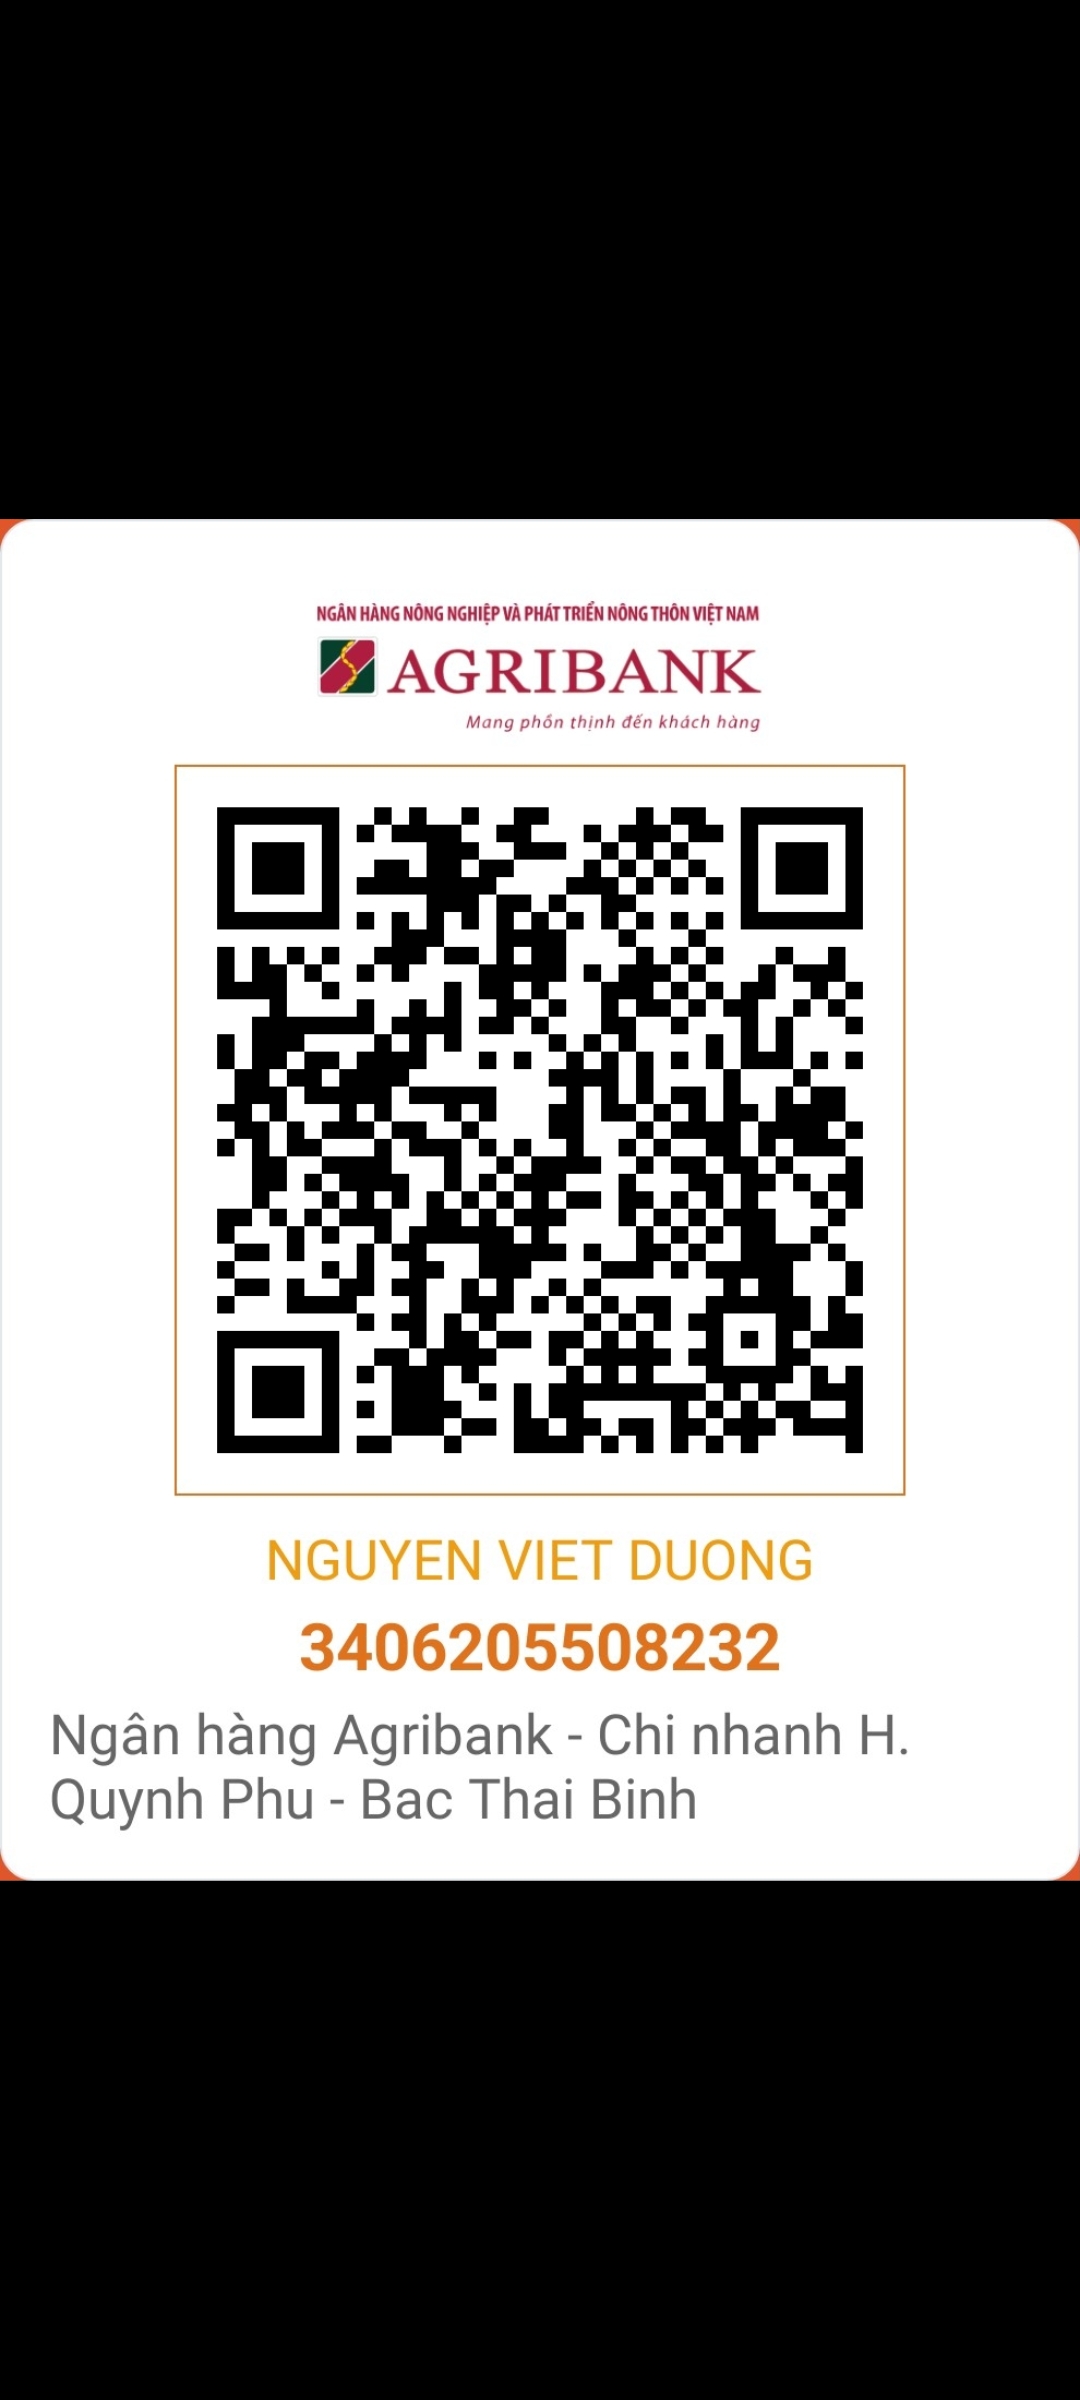 NGÂN HÀNG NÔNG NGHIỆP VÀ PHÁT TRIỂN NÔNG THÔN VIỆT NAM
AGRIBANK
Mang phồn thịnh đến khách hàng
NGUYEN VIET DUONG
3406205508232
Ngân hàng Agribank - Chi nhanh H.
Quynh Phu - Bac Thai Binh